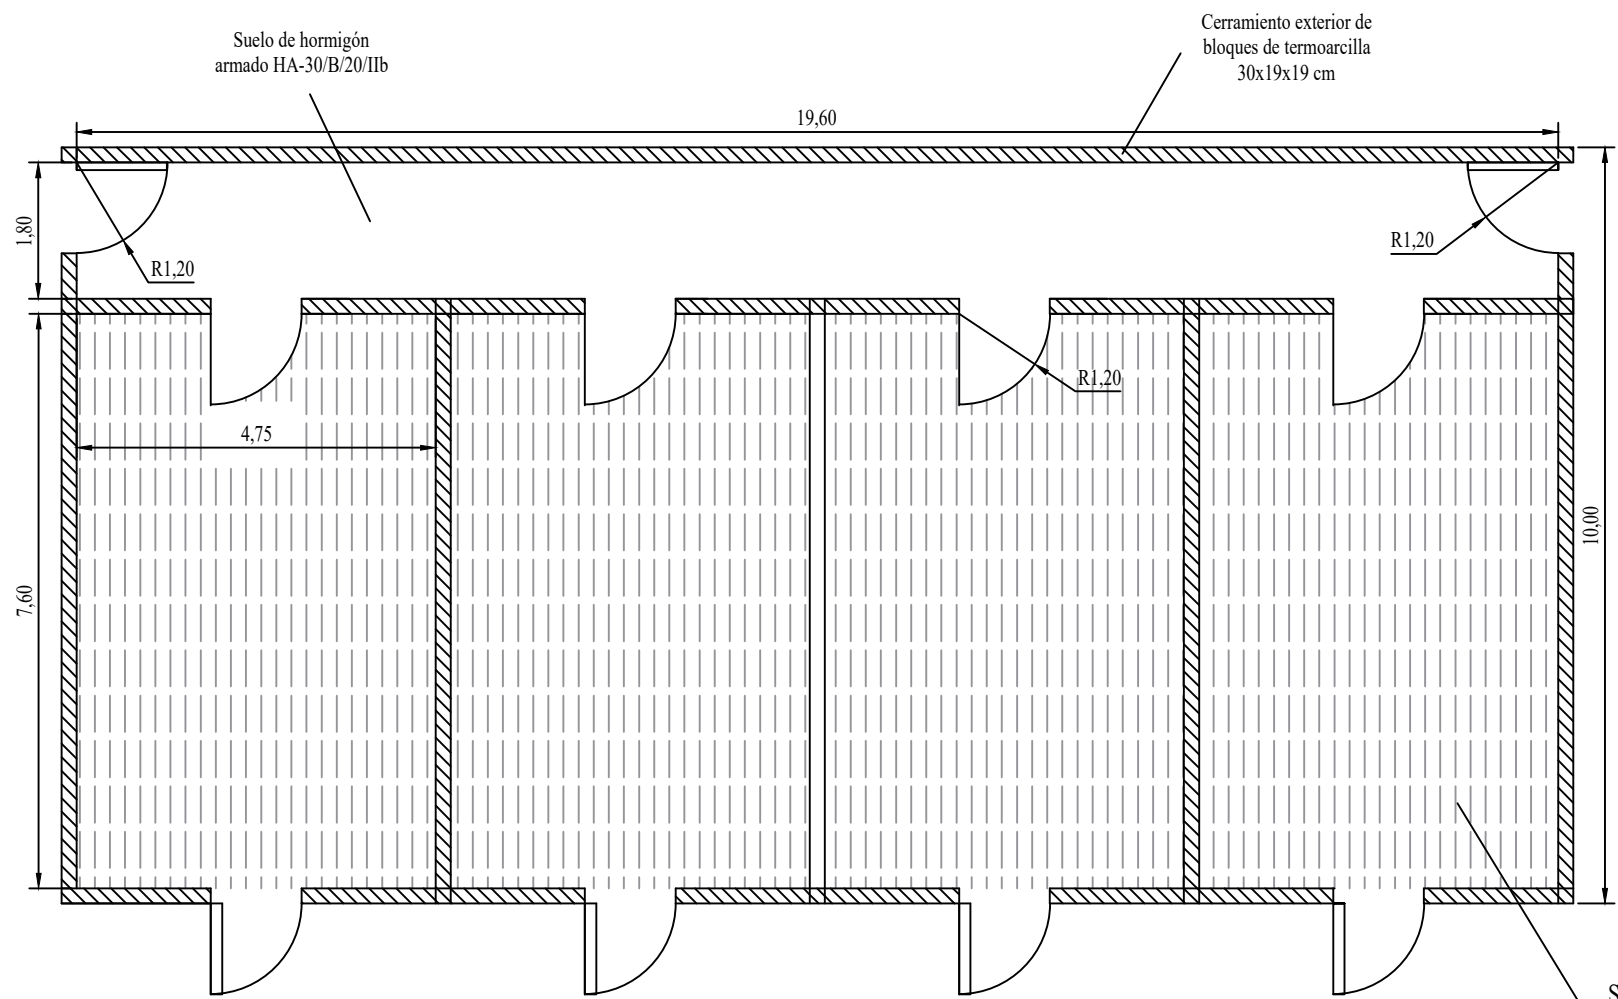 Cerramiento exterior de
bloques de termoarcilla
30x19x19 cm
Suelo de hormigón
armado HA-30/B/20/IIb
19,60
1,80
R1,20
R1,20
R1,20
4,75
10,00
7,60
S